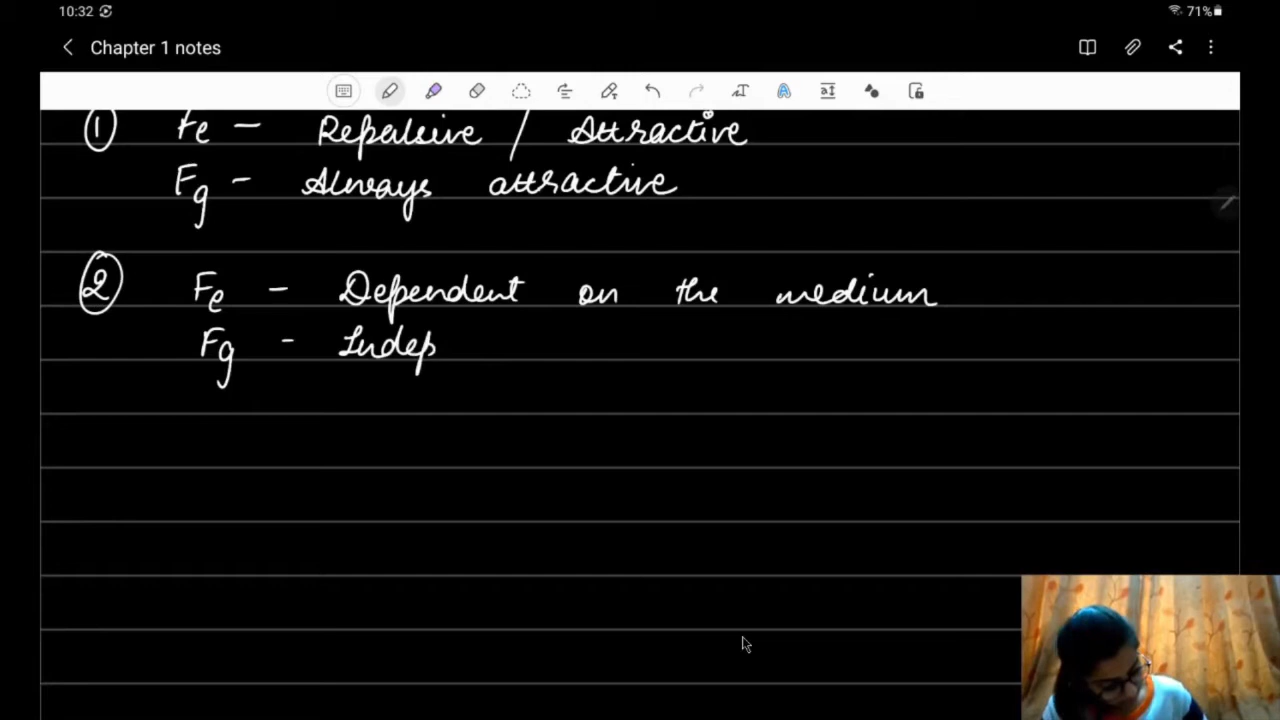 10:32
71%
Chapter 1 notes
① Fe — Repulsive / Attractive
Fg — Always attractive
② Fe — Dependent on the medium
Fg - Indep